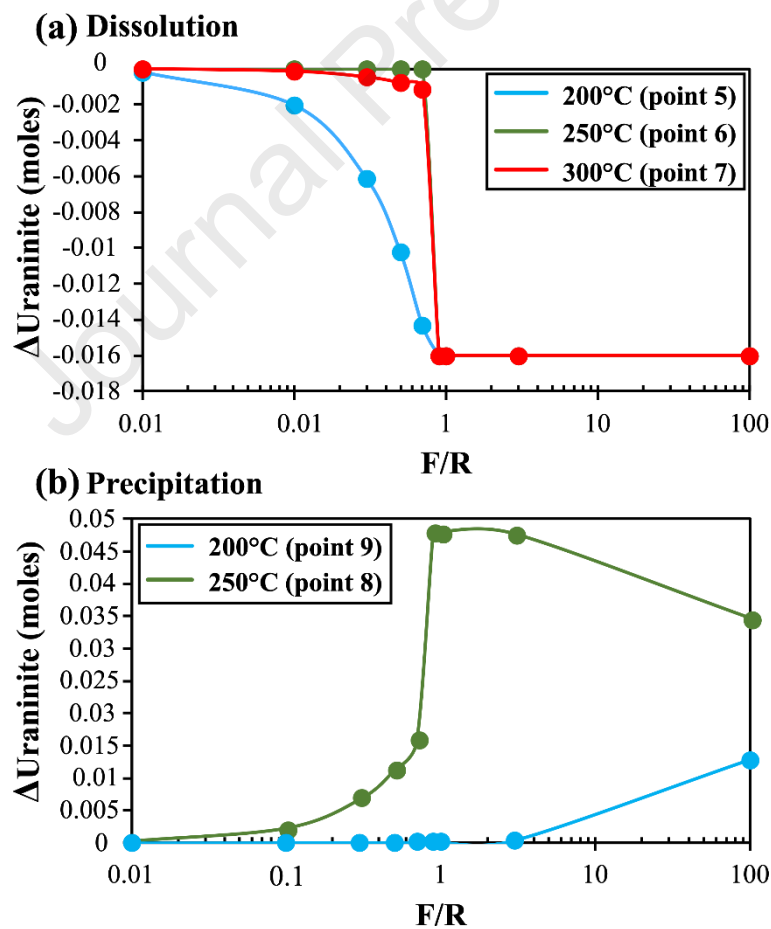 (a) Dissolution
Journal Pre
ΔUraninite (moles)
0
-0.002
-0.004
-0.006
-0.008
-0.01
-0.012
-0.014
-0.016
-0.018
200°C (point 5)
250°C (point 6)
300°C (point 7)
0.01 0.01 1 10 100
F/R
(b) Precipitation
ΔUraninite (moles)
0.05
0.045
0.04
0.035
0.03
0.025
0.02
0.015
0.01
0.005
0
200°C (point 9)
250°C (point 8)
0.01 0.1 1 10 100
F/R